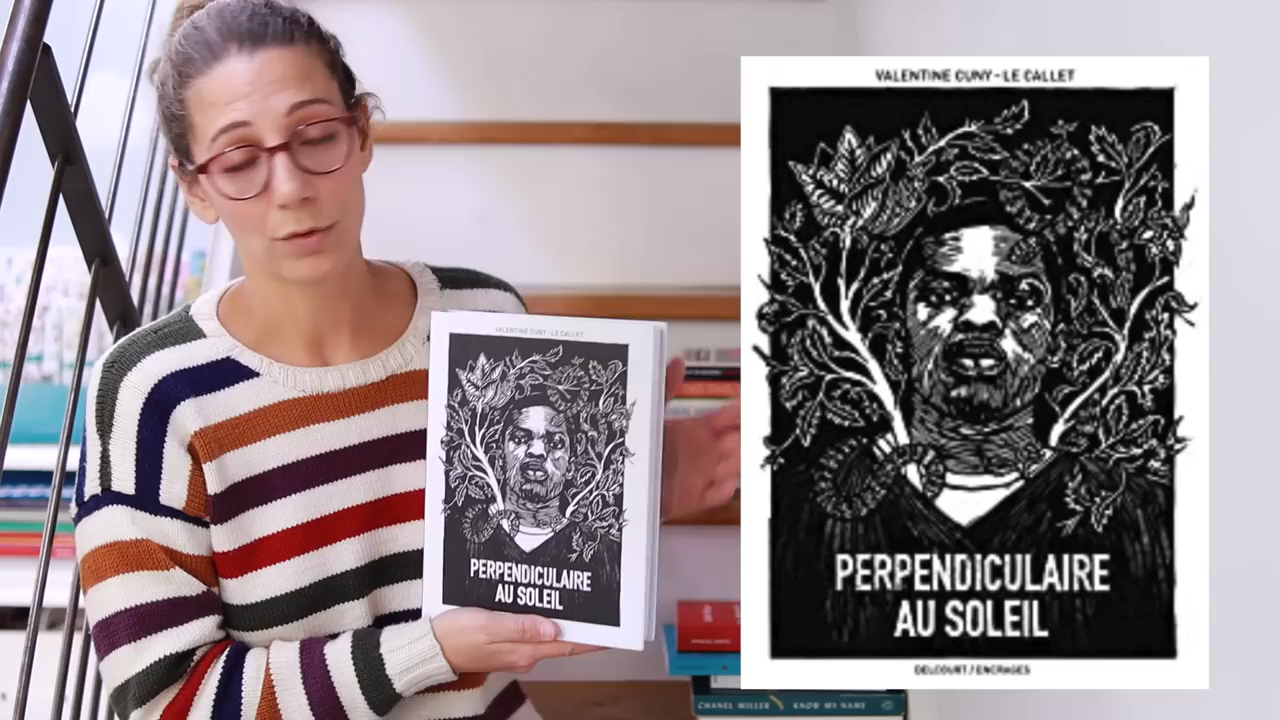 VALENTINE CUNY - LE CALLET
PERPENDICULAIRE
AU SOLEIL
VALENTINE CUNY - LE CALLET
PERPENDICULAIRE
AU SOLEIL
DELCOURT / ENCRAGES
CHANEL MILLER KNOW MY NAME